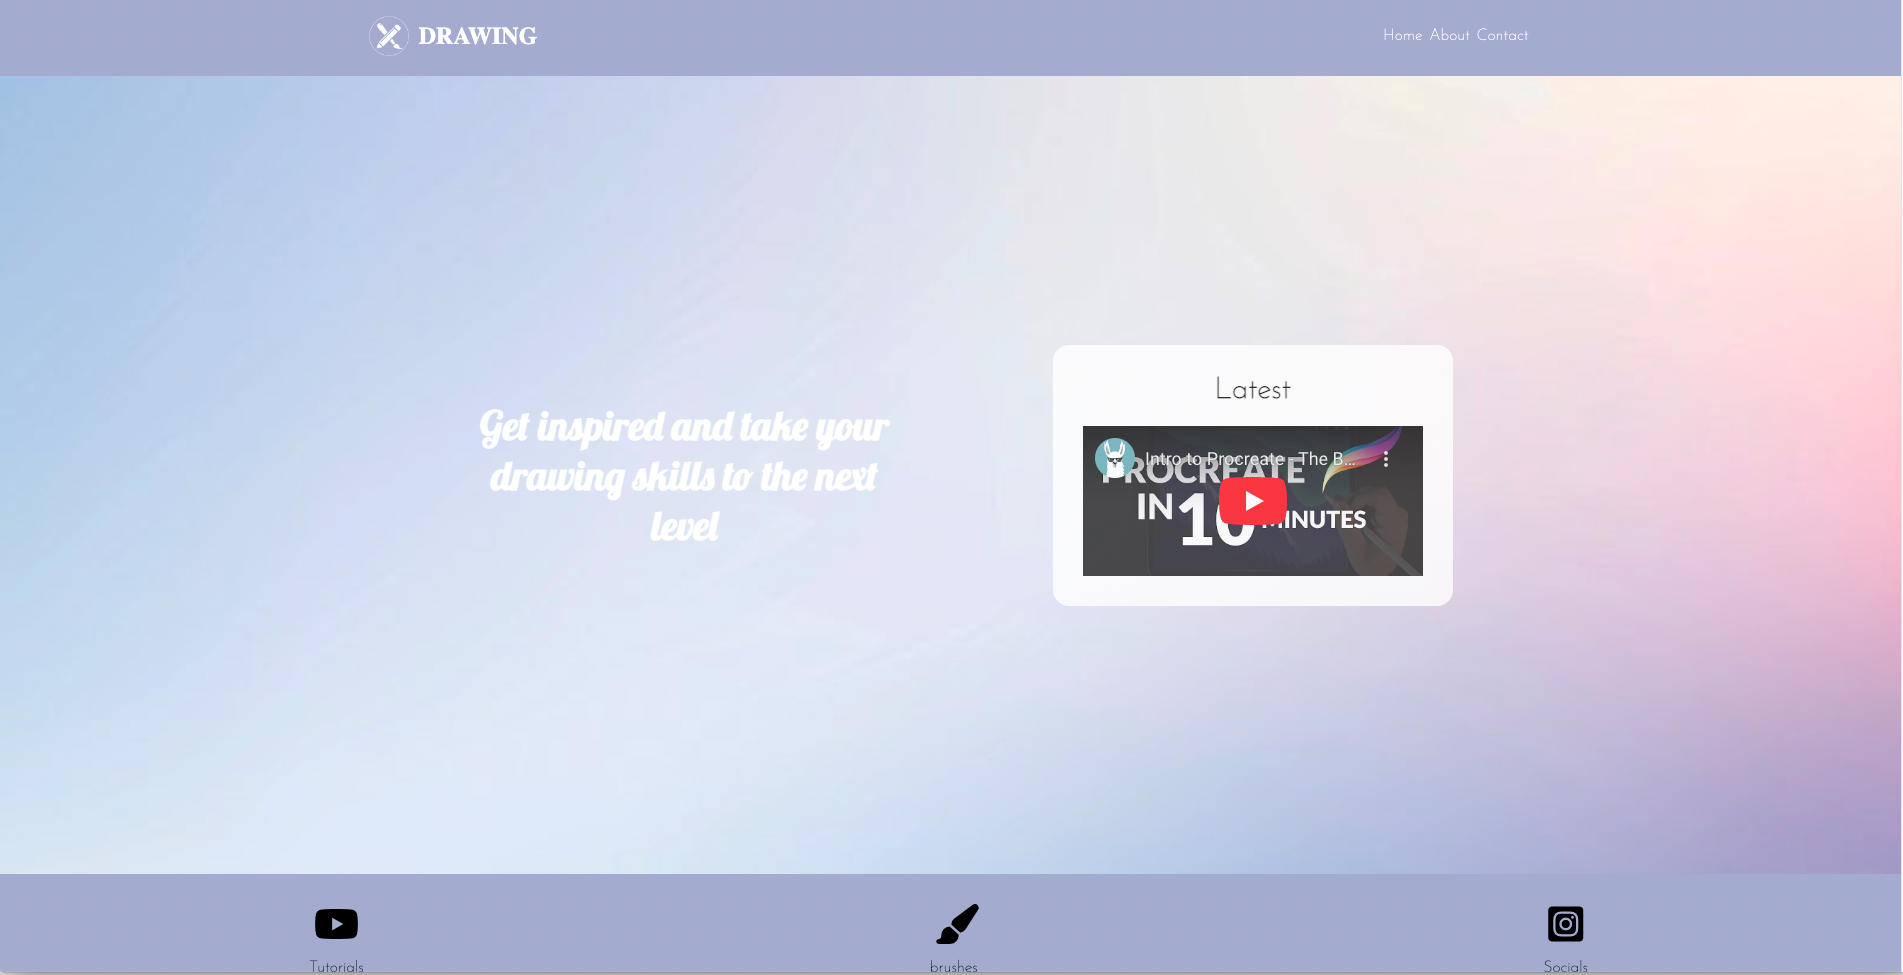 DRAWING
Home About Contact
Get inspired and take your
drawing skills to the next
level
Latest
Intro to Procreate - The B...
PROCREATE
IN 10 MINUTES
Tutorials
brushes
Socials